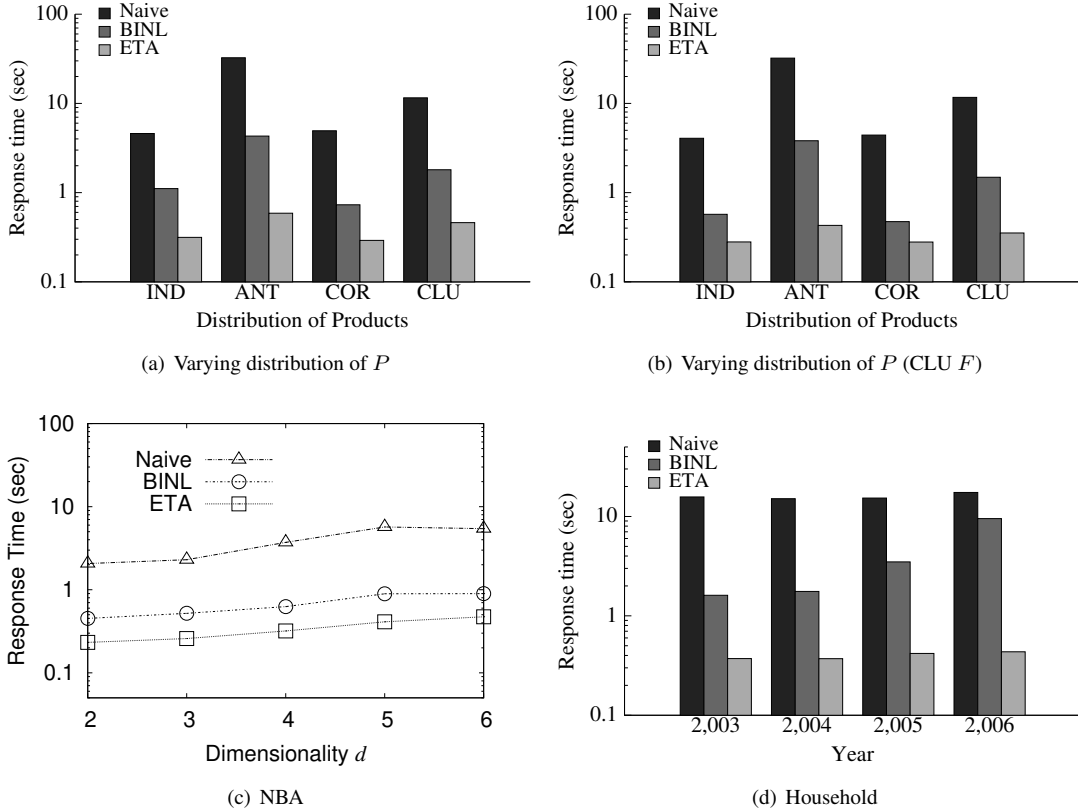 100
10
1
0.1
Response time (sec)
Naive
BINL
ETA
IND ANT COR CLU
Distribution of Products
(a) Varying distribution of P
100
10
1
0.1
Response time (sec)
Naive
BINL
ETA
IND ANT COR CLU
Distribution of Products
(b) Varying distribution of P (CLU F)
100
10
1
0.1
Response Time (sec)
Naive
BINL
ETA
2 3 4 5 6
Dimensionality d
(c) NBA
10
1
0.1
Response time (sec)
Naive
BINL
ETA
2,003 2,004 2,005 2,006
Year
(d) Household